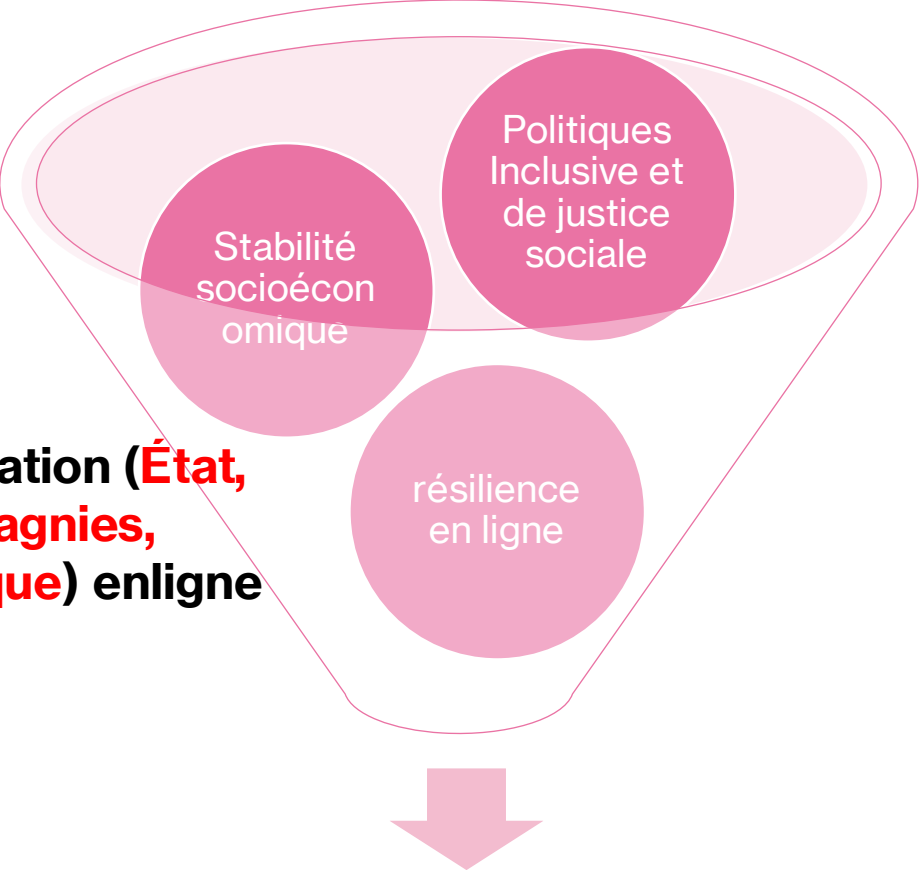 Politiques
Inclusive et
de justice
sociale
Stabilité
socioécon
omique
résilience
en ligne
ation (État,
agnies,
que) enligne